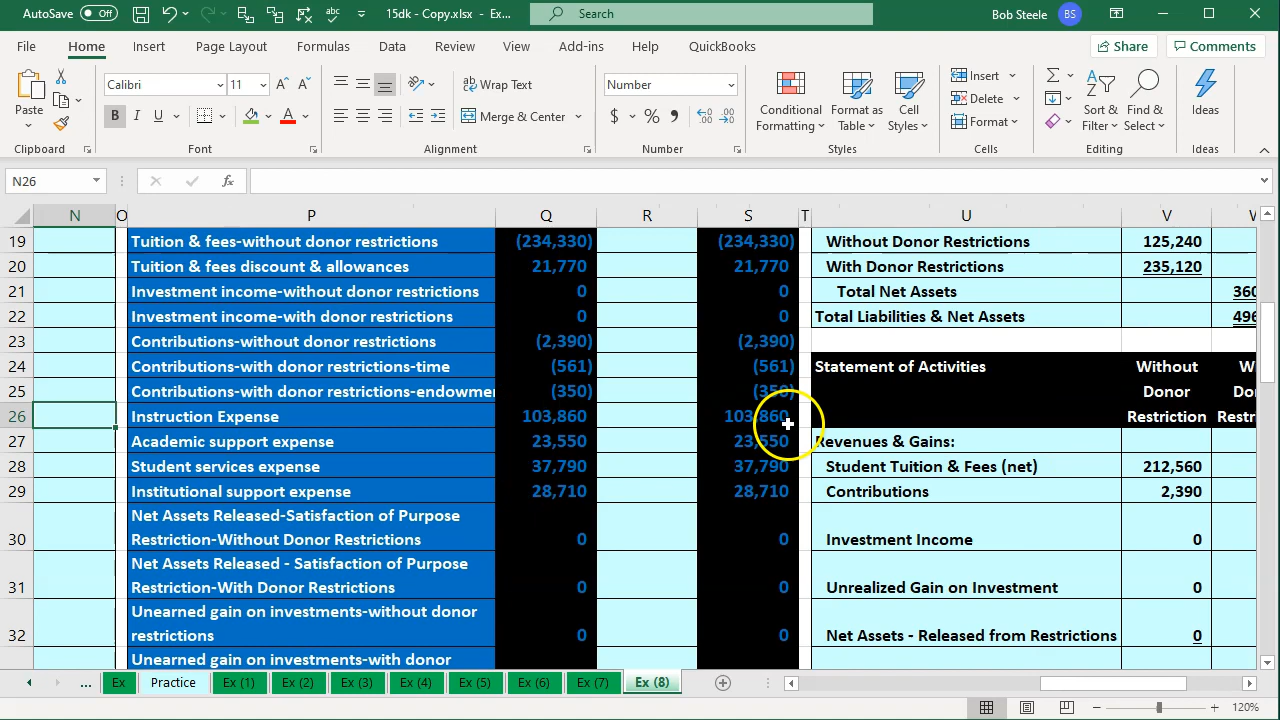 AutoSave Off 15dk - Copy.xlsx - Ex... Search Bob Steele BS
File Home Insert Page Layout Formulas Data Review View Add-ins Help QuickBooks Share Comments
Paste Calibri 11 Wrap Text Number Conditional Formatting Format as Table Cell Styles Insert Sort & Filter Find & Select Ideas
B I U Merge & Center $ % Delete
Format
Clipboard Font Alignment Number Styles Cells Editing Ideas
N26 fx
N O P Q R S T U V
19 Tuition & fees-without donor restrictions (234,330) (234,330) Without Donor Restrictions 125,240
20 Tuition & fees discount & allowances 21,770 21,770 With Donor Restrictions 235,120
21 Investment income-without donor restrictions 0 0 Total Net Assets 360
22 Investment income-with donor restrictions 0 0 Total Liabilities & Net Assets 496
23 Contributions-without donor restrictions (2,390) (2,390)
24 Contributions-with donor restrictions-time (561) (561) Statement of Activities Without W
25 Contributions-with donor restrictions-endowmen (350) (350) Donor Do
26 Instruction Expense 103,860 103,860 Restriction Restr
27 Academic support expense 23,550 23,550 Revenues & Gains:
28 Student services expense 37,790 37,790 Student Tuition & Fees (net) 212,560
29 Institutional support expense 28,710 28,710 Contributions 2,390
Net Assets Released-Satisfaction of Purpose
30 Restriction-Without Donor Restrictions 0 0 Investment Income 0
Net Assets Released - Satisfaction of Purpose
31 Restriction-With Donor Restrictions 0 0 Unrealized Gain on Investment 0
Unearned gain on investments-without donor
32 restrictions 0 0 Net Assets - Released from Restrictions 0
Unearned gain on investments-with donor
... Ex Practice Ex (1) Ex (2) Ex (3) Ex (4) Ex (5) Ex (6) Ex (7) Ex (8)
120%